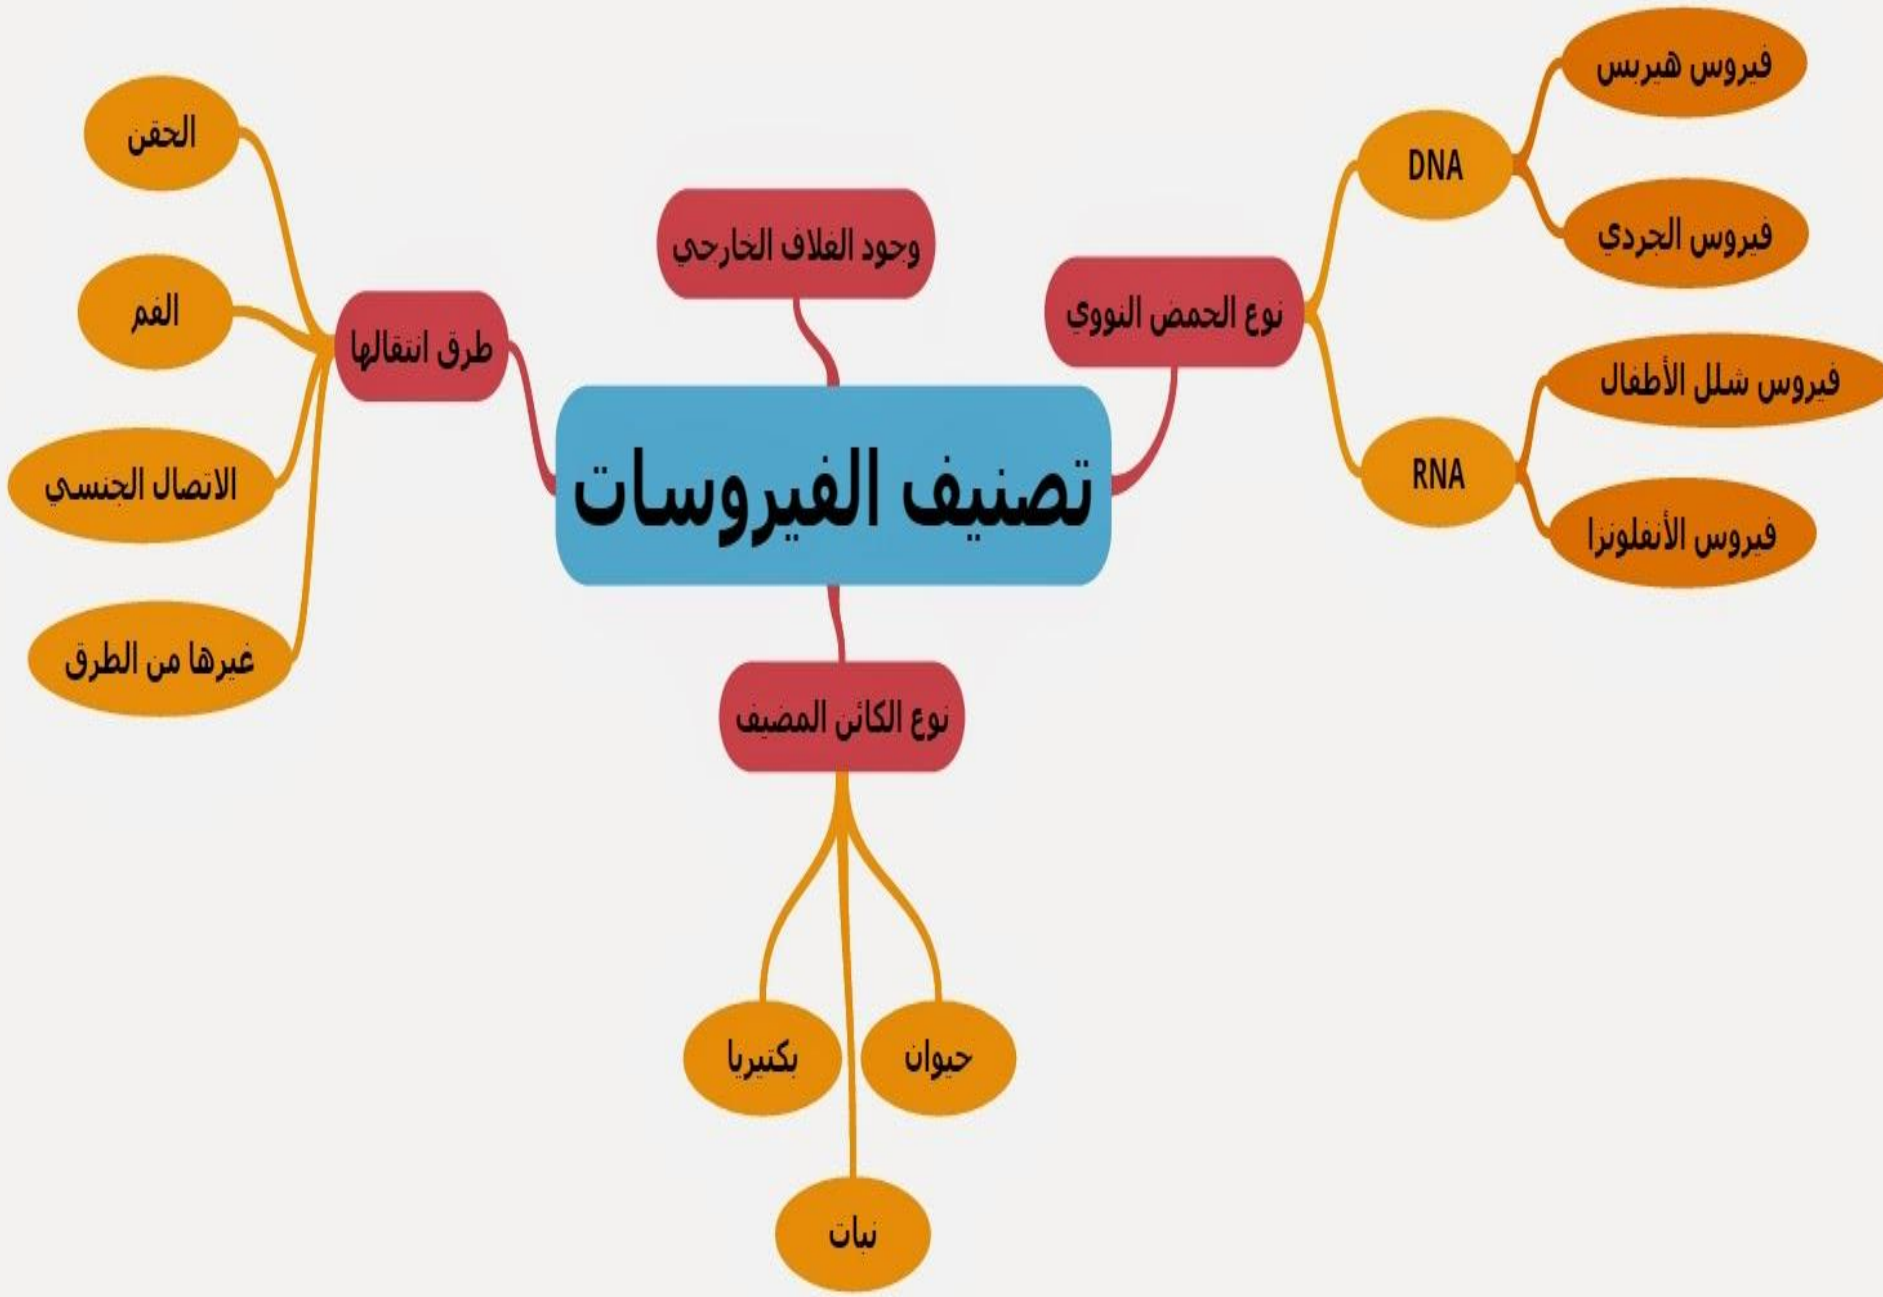 تصنيف الفيروسات
نوع الحمض النووي
DNA
فيروس هيربس
فيروس الجردي
RNA
فيروس شلل الأطفال
فيروس الأنفلونزا
وجود الغلاف الخارجي
طرق انتقالها
الحقن
الفم
الاتصال الجنسي
غيرها من الطرق
نوع الكائن المضيف
حيوان
بكتيريا
نبات